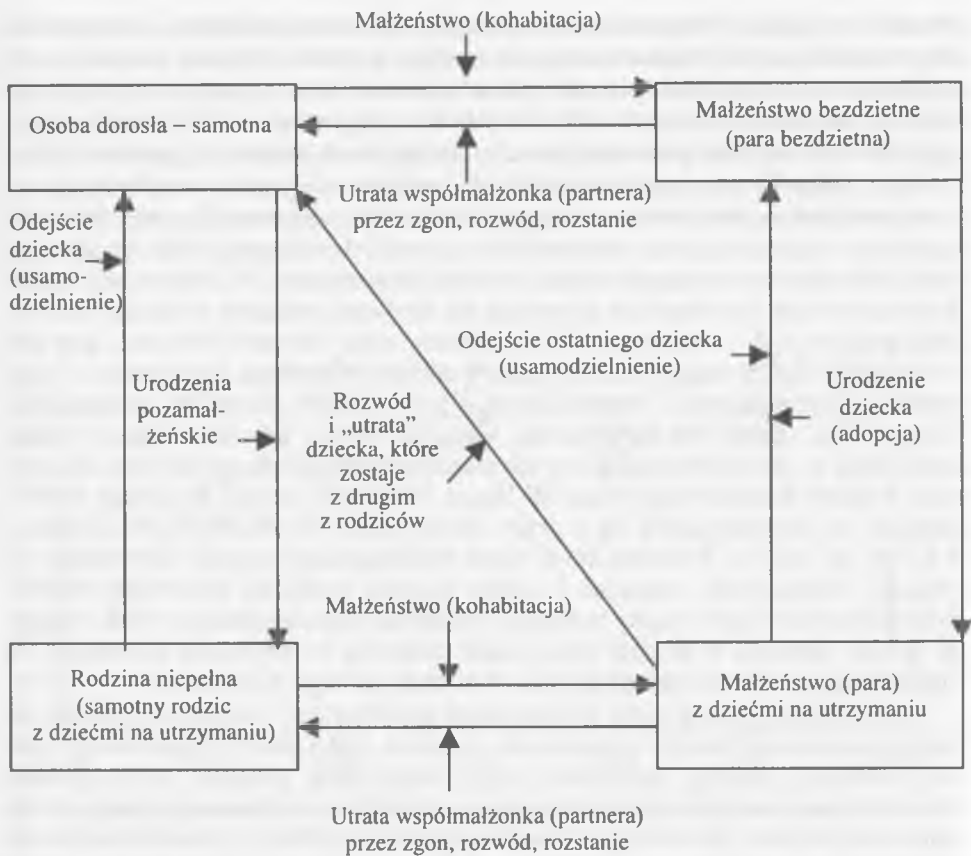 Małżeństwo (kohabitacja)
Osoba dorosła – samotna
Małżeństwo bezdzietne
(para bezdzietna)
Utrata współmałżonka (partnera)
przez zgon, rozwód, rozstanie
Odejście
dziecka
(usamo-
dzielnienie)
Odejście ostatniego dziecka
(usamodzielnienie)
Urodzenia
pozamał-
żeńskie
Rozwód
i „utrata”
dziecka, które
zostaje
z drugim
z rodziców
Urodzenie
dziecka
(adopcja)
Małżeństwo (kohabitacja)
Rodzina niepełna
(samotny rodzic
z dziećmi na utrzymaniu)
Małżeństwo (para)
z dziećmi na utrzymaniu
Utrata współmałżonka (partnera)
przez zgon, rozwód, rozstanie